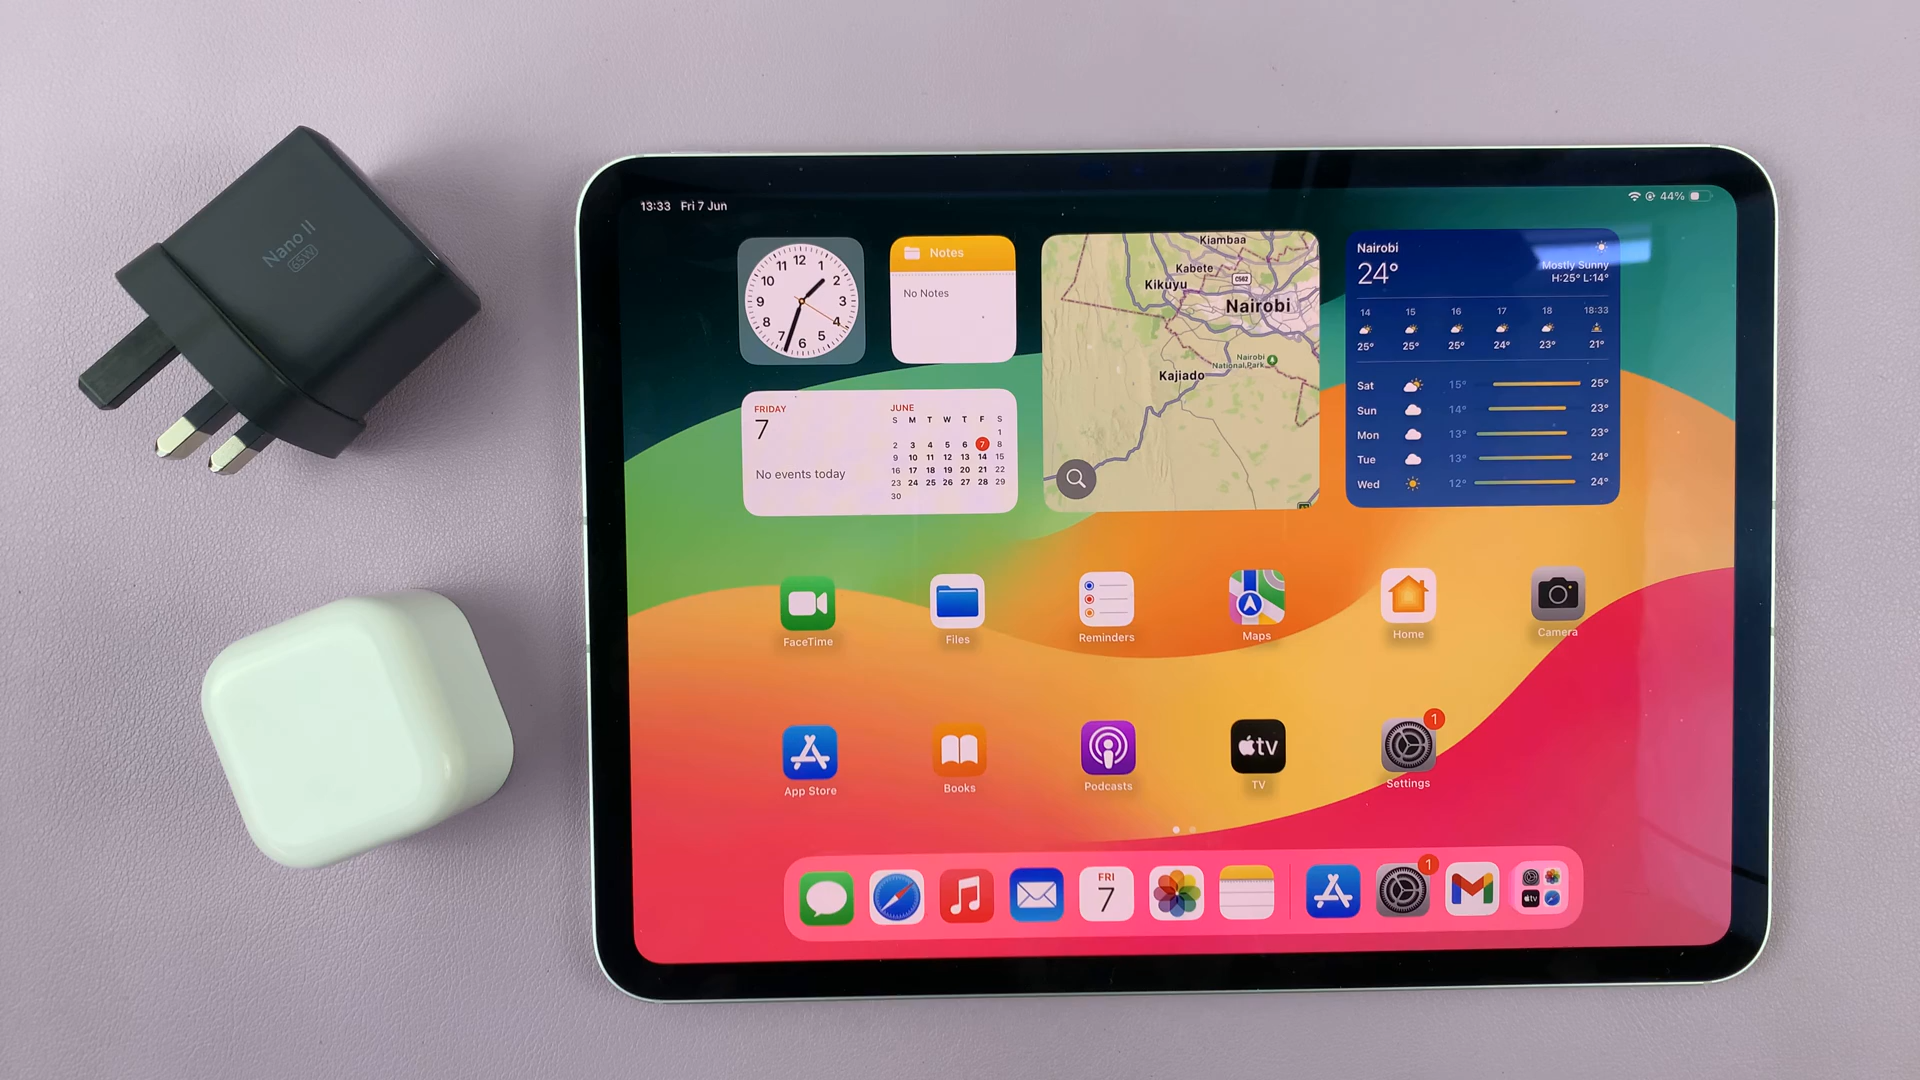 Nano II
65W
13:33 Fri 7 Jun
44%
12
1
2
3
4
5
6
7
8
9
10
11
Notes
No Notes
FRIDAY
7
No events today
JUNE
S M T W T F S
1
2 3 4 5 6 7 8
9 10 11 12 13 14 15
16 17 18 19 20 21 22
23 24 25 26 27 28 29
30
Kiambaa
Kabete
C562
Kikuyu
Nairobi
Nairobi
National Park
Kajiado
Nairobi
24°
Mostly Sunny
H:25° L:14°
14 15 16 17 18 18:33
25° 25° 25° 24° 23° 21°
Sat 15° 25°
Sun 14° 23°
Mon 13° 23°
Tue 13° 24°
Wed 12° 24°
FaceTime
Files
Reminders
Maps
Home
Camera
tv
1
App Store
Books
Podcasts
TV
Settings
FRI
7
1
tv